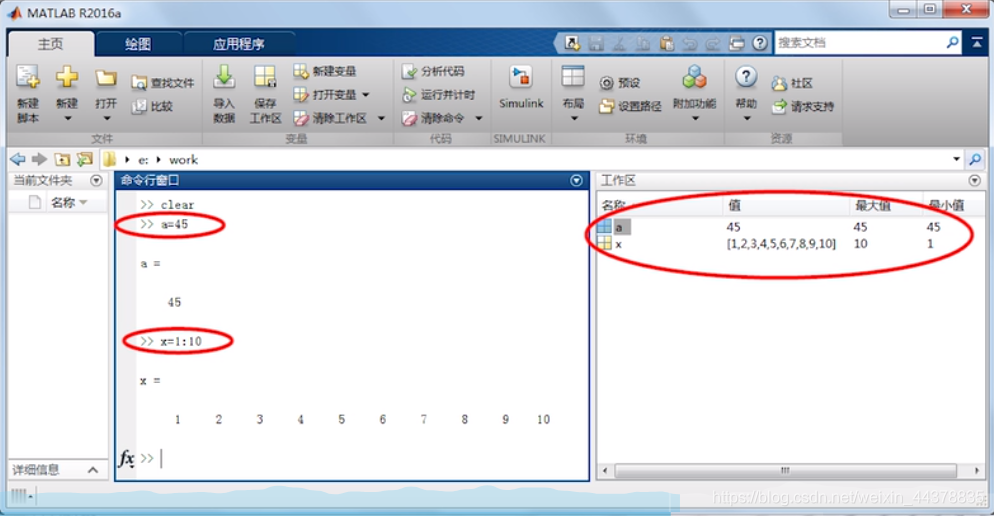 MATLAB R2016a
主页 绘图 应用程序 搜索文档
新建脚本 新建 打开 查找文件 比较
导入数据 保存工作区 新建变量 打开变量 清除工作区
分析代码 运行并计时 清除命令
Simulink
布局 预设 设置路径 附加功能
帮助 社区 请求支持
文件 变量 代码 SIMULINK 环境 资源
e: work
当前文件夹
名称
详细信息
命令行窗口
>> clear
>> a=45
a =
45
>> x=1:10
x =
1 2 3 4 5 6 7 8 9 10
fx >>
工作区
名称 值 最大值 最小值
a 45 45 45
x [1,2,3,4,5,6,7,8,9,10] 10 1
https://blog.csdn.net/weixin_44378835